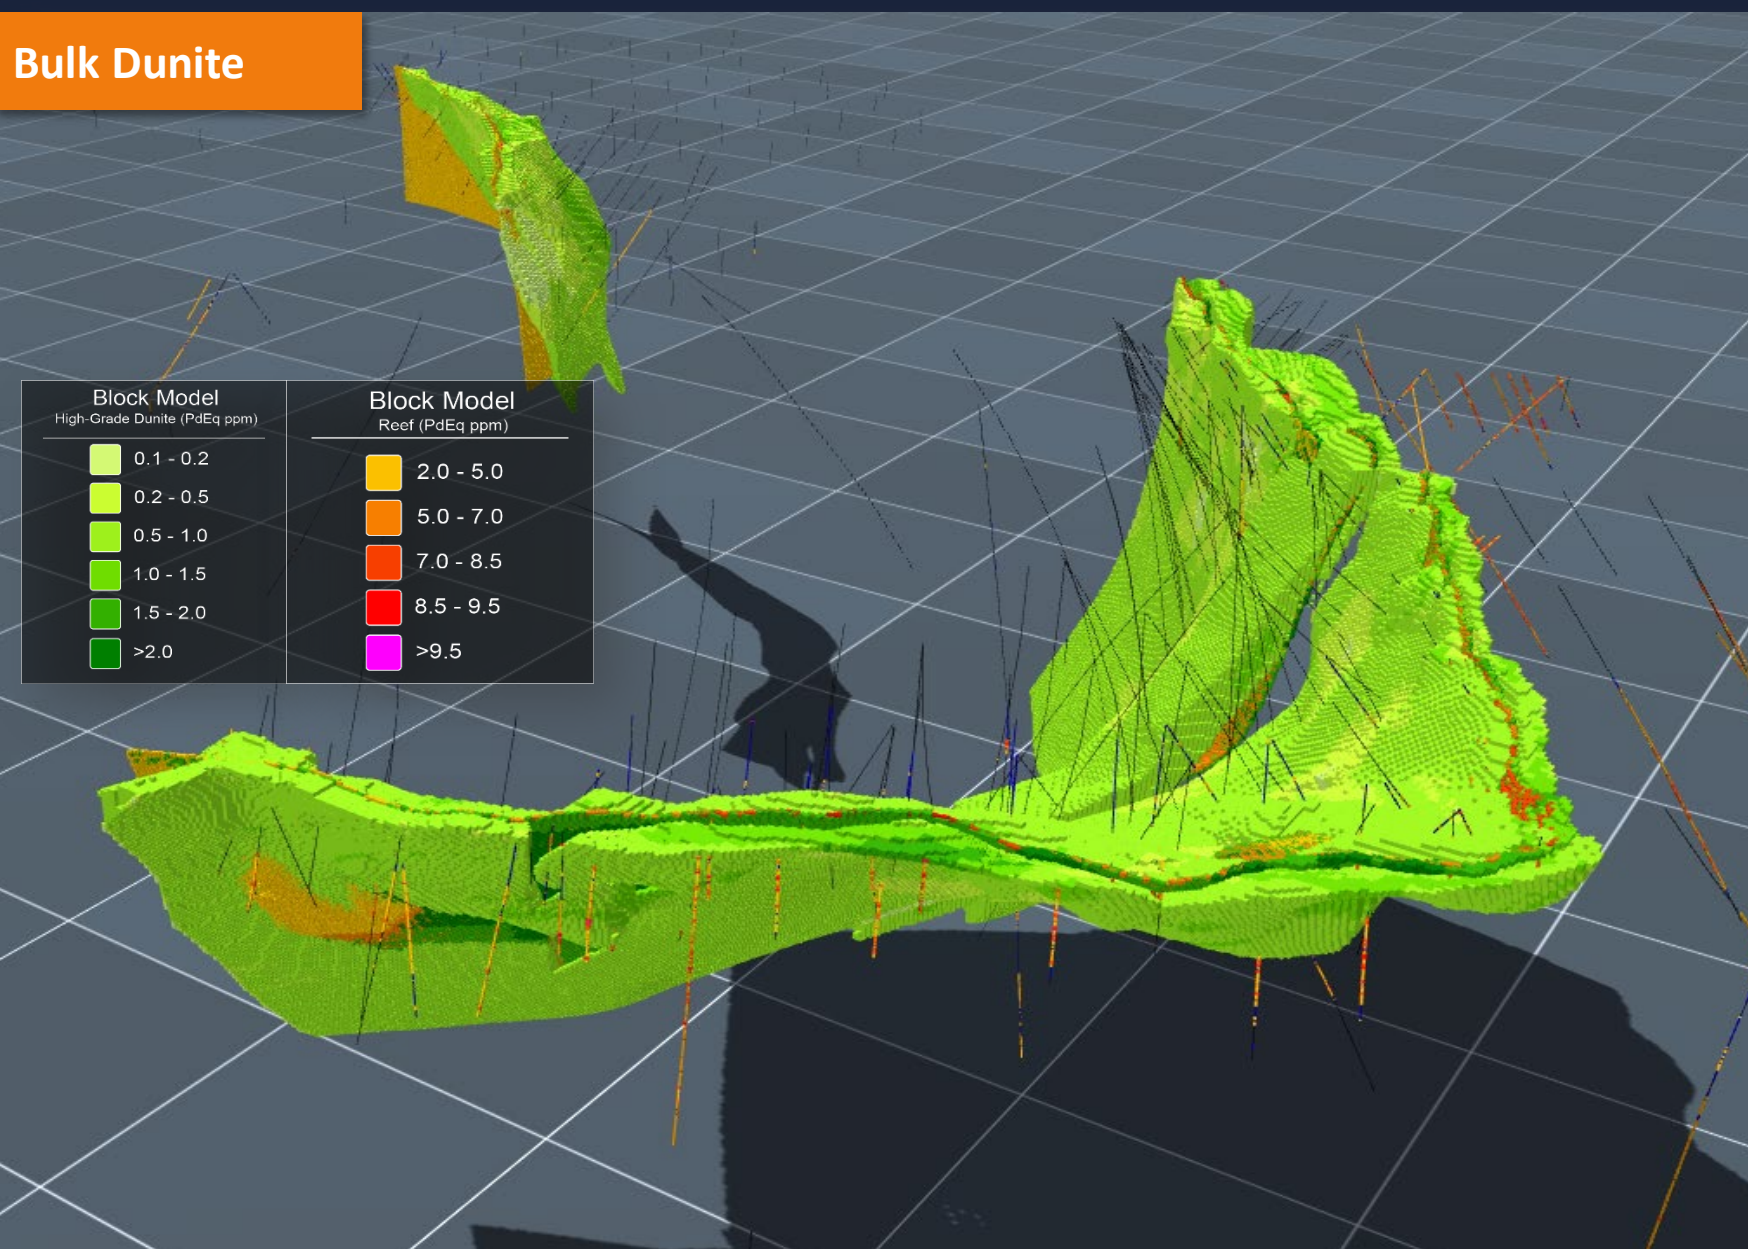 Bulk Dunite
Block Model
High-Grade Dunite (PdEq ppm)
0.1 - 0.2
0.2 - 0.5
0.5 - 1.0
1.0 - 1.5
1.5 - 2.0
>2.0
Block Model
Reef (PdEq ppm)
2.0 - 5.0
5.0 - 7.0
7.0 - 8.5
8.5 - 9.5
>9.5